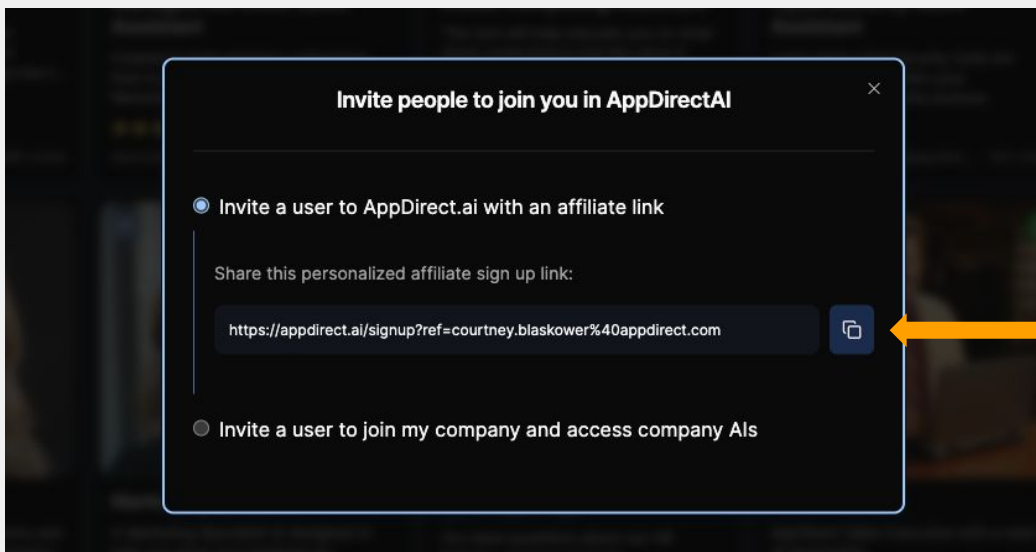 Invite people to join you in AppDirectAI
Invite a user to AppDirect.ai with an affiliate link
Share this personalized affiliate sign up link:
https://appdirect.ai/signup?ref=courtney.blaskower%40appdirect.com
Invite a user to join my company and access company AIs